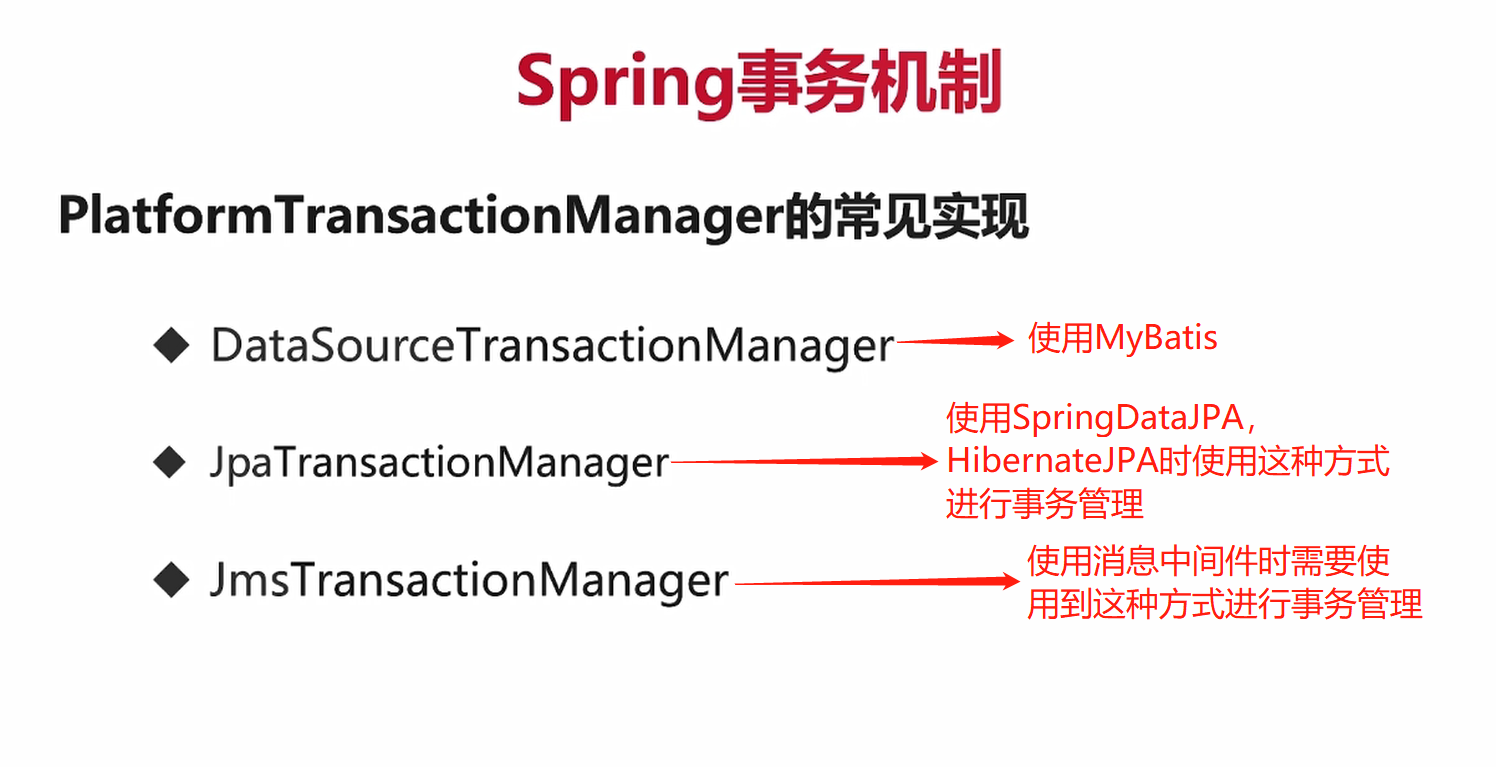 Spring事务机制
PlatformTransactionManager的常见实现
DataSourceTransactionManager
使用MyBatis
JpaTransactionManager
使用SpringDataJPA，
HibernateJPA时使用这种方式
进行事务管理
JmsTransactionManager
使用消息中间件时需要使
用到这种方式进行事务管理